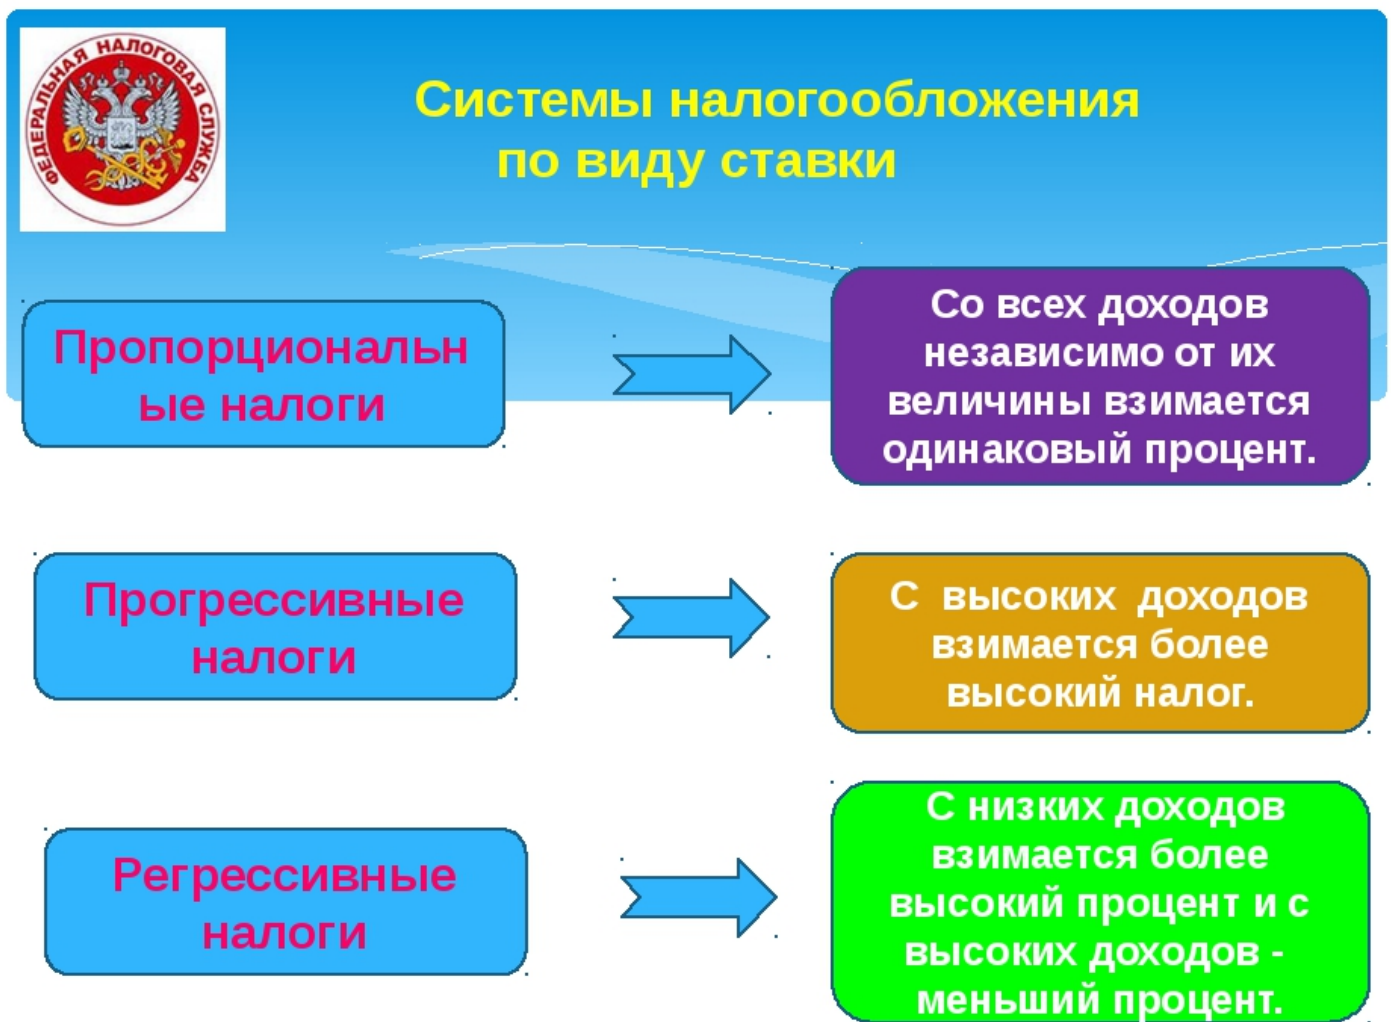 ФЕДЕРАЛЬНАЯ НАЛОГОВАЯ СЛУЖБА
Системы налогообложения
по виду ставки
Пропорциональн
ые налоги
Со всех доходов
независимо от их
величины взимается
одинаковый процент.
Прогрессивные
налоги
С высоких доходов
взимается более
высокий налог.
Регрессивные
налоги
С низких доходов
взимается более
высокий процент и с
высоких доходов -
меньший процент.